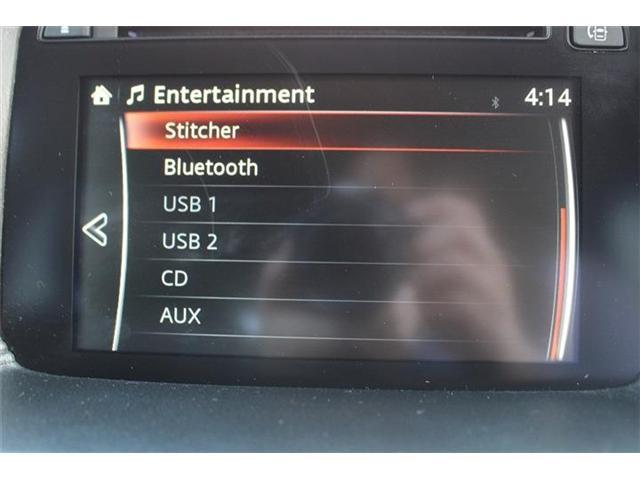 Entertainment 4:14
Stitcher
Bluetooth
USB 1
USB 2
CD
AUX